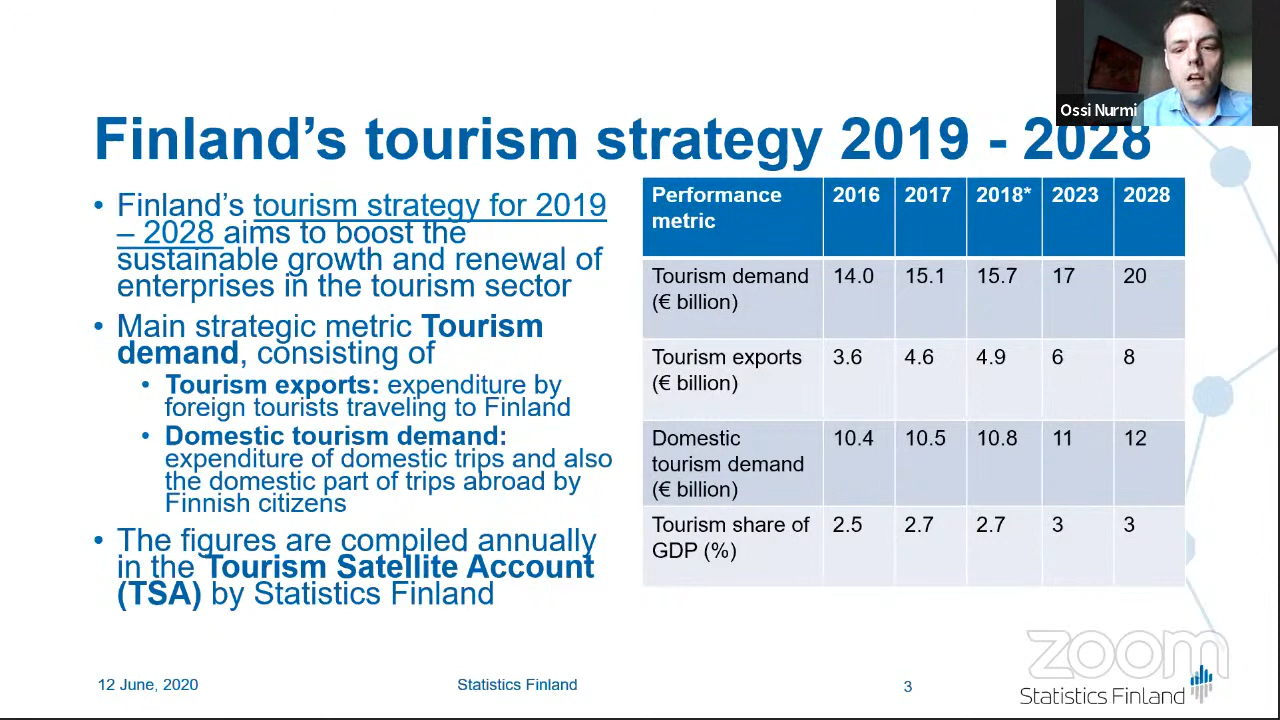 Ossi Nurmi
Finland's tourism strategy 2019 - 2028
• Finland's tourism strategy for 2019
– 2028 aims to boost the
sustainable growth and renewal of
enterprises in the tourism sector
• Main strategic metric Tourism
demand, consisting of
• Tourism exports: expenditure by
foreign tourists traveling to Finland
• Domestic tourism demand:
expenditure of domestic trips and also
the domestic part of trips abroad by
Finnish citizens
• The figures are compiled annually
in the Tourism Satellite Account
(TSA) by Statistics Finland
Performance
metric 2016 2017 2018* 2023 2028
Tourism demand
(€ billion) 14.0 15.1 15.7 17 20
Tourism exports
(€ billion) 3.6 4.6 4.9 6 8
Domestic
tourism demand
(€ billion) 10.4 10.5 10.8 11 12
Tourism share of
GDP (%) 2.5 2.7 2.7 3 3
12 June, 2020 Statistics Finland 3
zoom
Statistics Finland